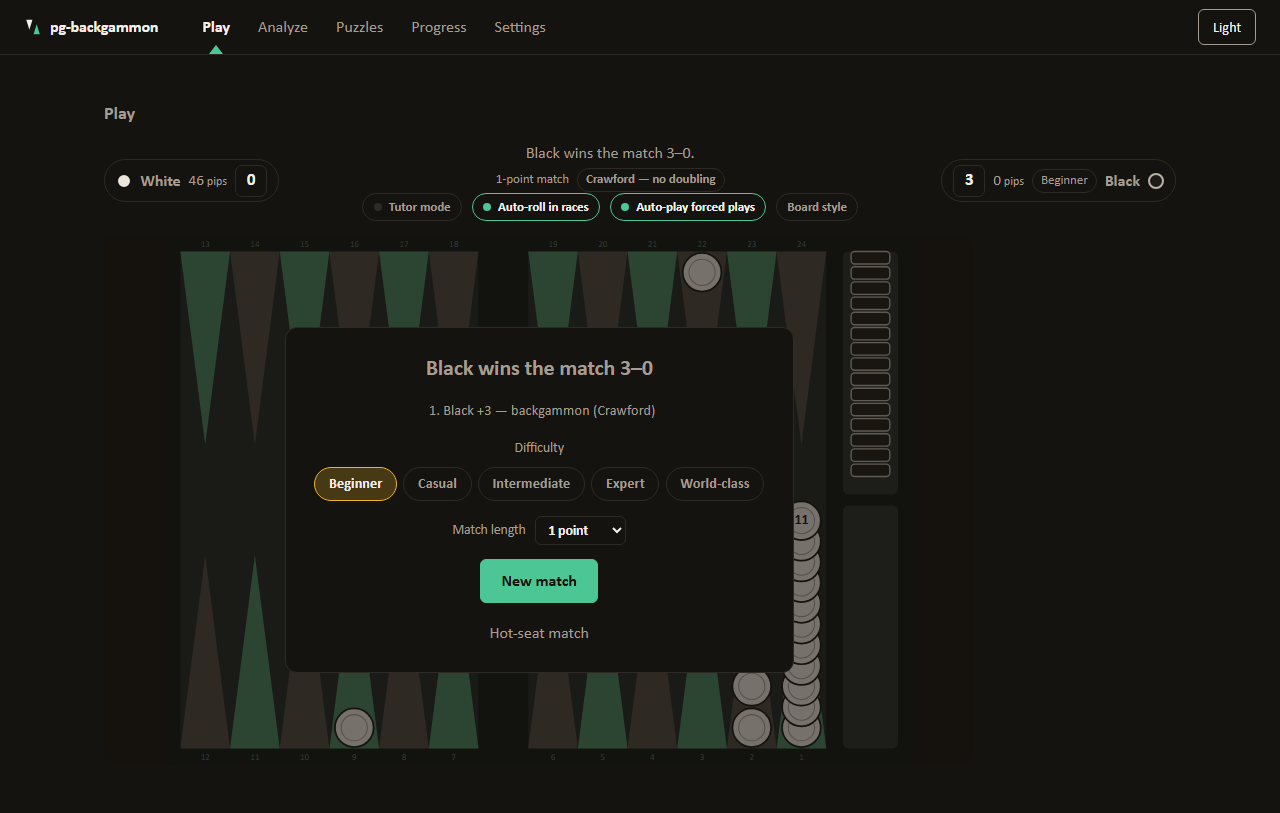 pg-backgammon Play Analyze Puzzles Progress Settings Light
Play
Black wins the match 3–0.
White 46 pips 0
1-point match Crawford — no doubling
3 0 pips Beginner Black
Tutor mode Auto-roll in races Auto-play forced plays Board style
13 14 15 16 17 18 19 20 21 22 23 24
Black wins the match 3–0
1. Black +3 — backgammon (Crawford)
Difficulty
Beginner Casual Intermediate Expert World-class
11
Match length 1 point
New match
Hot-seat match
12 11 10 9 8 7 6 5 4 3 2 1